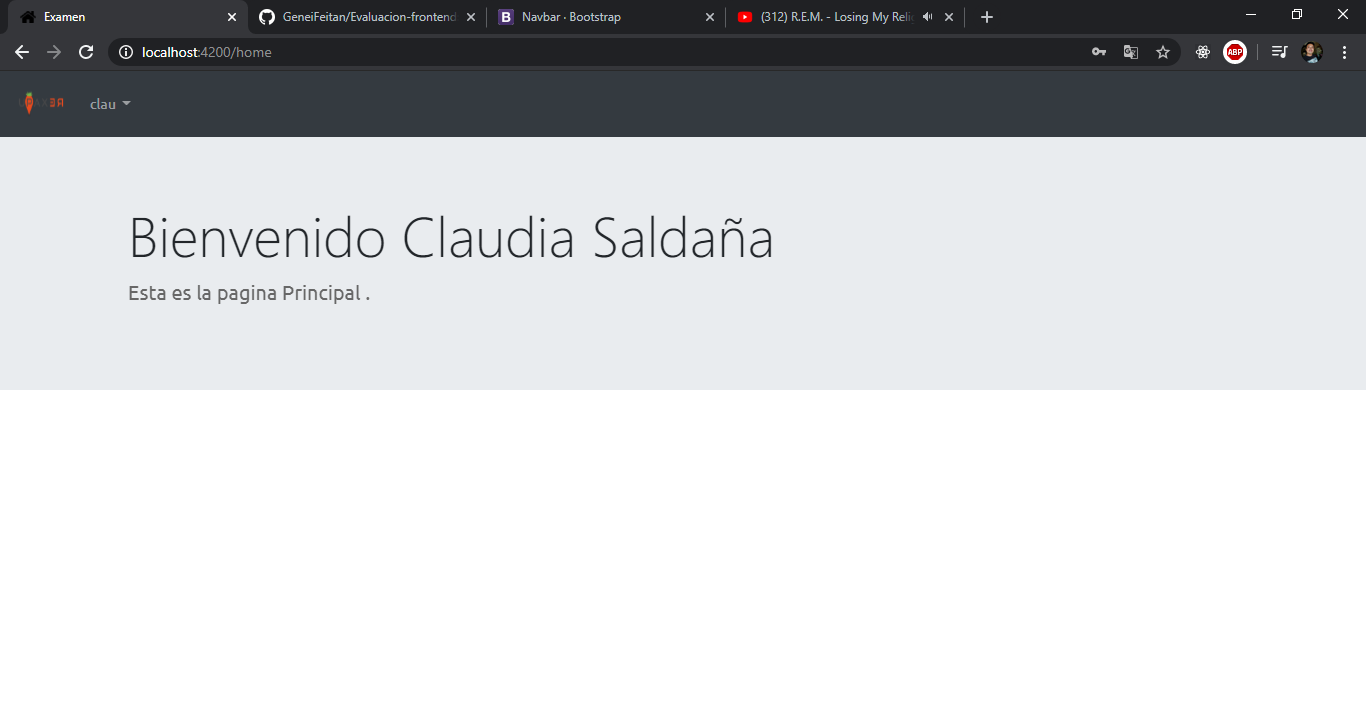 Examen
GeneiFeitan/Evaluacion-frontend
Navbar · Bootstrap
(312) R.E.M. - Losing My Reli
localhost:4200/home
ABP
clau
Bienvenido Claudia Saldaña
Esta es la pagina Principal .